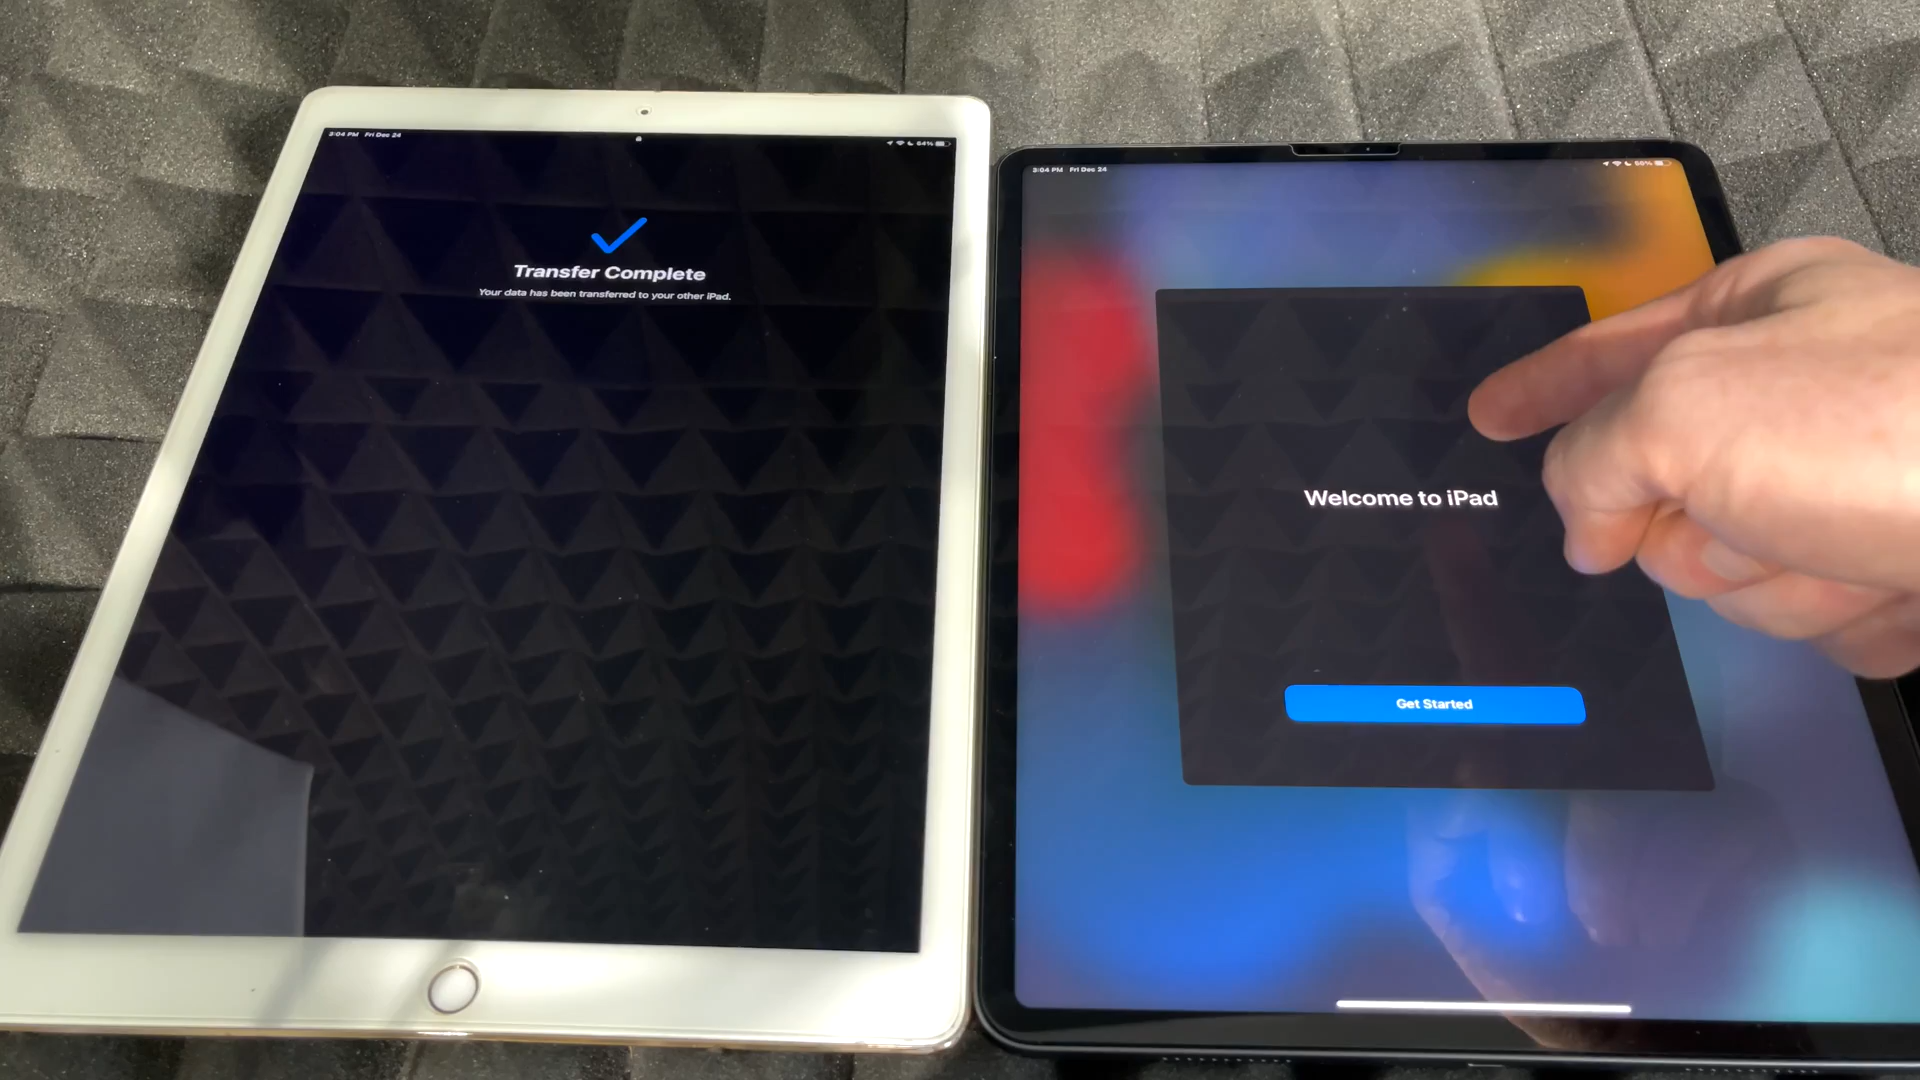 3:04 PM Fri Dec 24
64%
Transfer Complete
Your data has been transferred to your other iPad.
3:04 PM Fri Dec 24
Welcome to iPad
Get Started